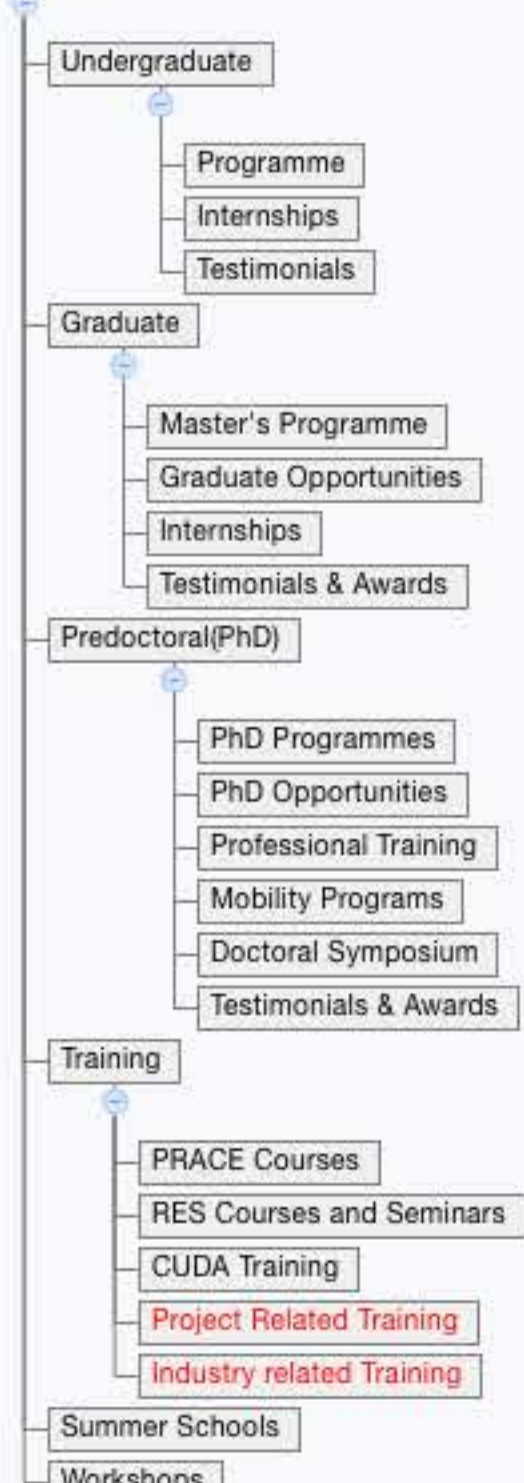 Undergraduate
Programme
Internships
Testimonials
Graduate
Master's Programme
Graduate Opportunities
Internships
Testimonials & Awards
Predoctoral(PhD)
PhD Programmes
PhD Opportunities
Professional Training
Mobility Programs
Doctoral Symposium
Testimonials & Awards
Training
PRACE Courses
RES Courses and Seminars
CUDA Training
Project Related Training
Industry related Training
Summer Schools
Workshops